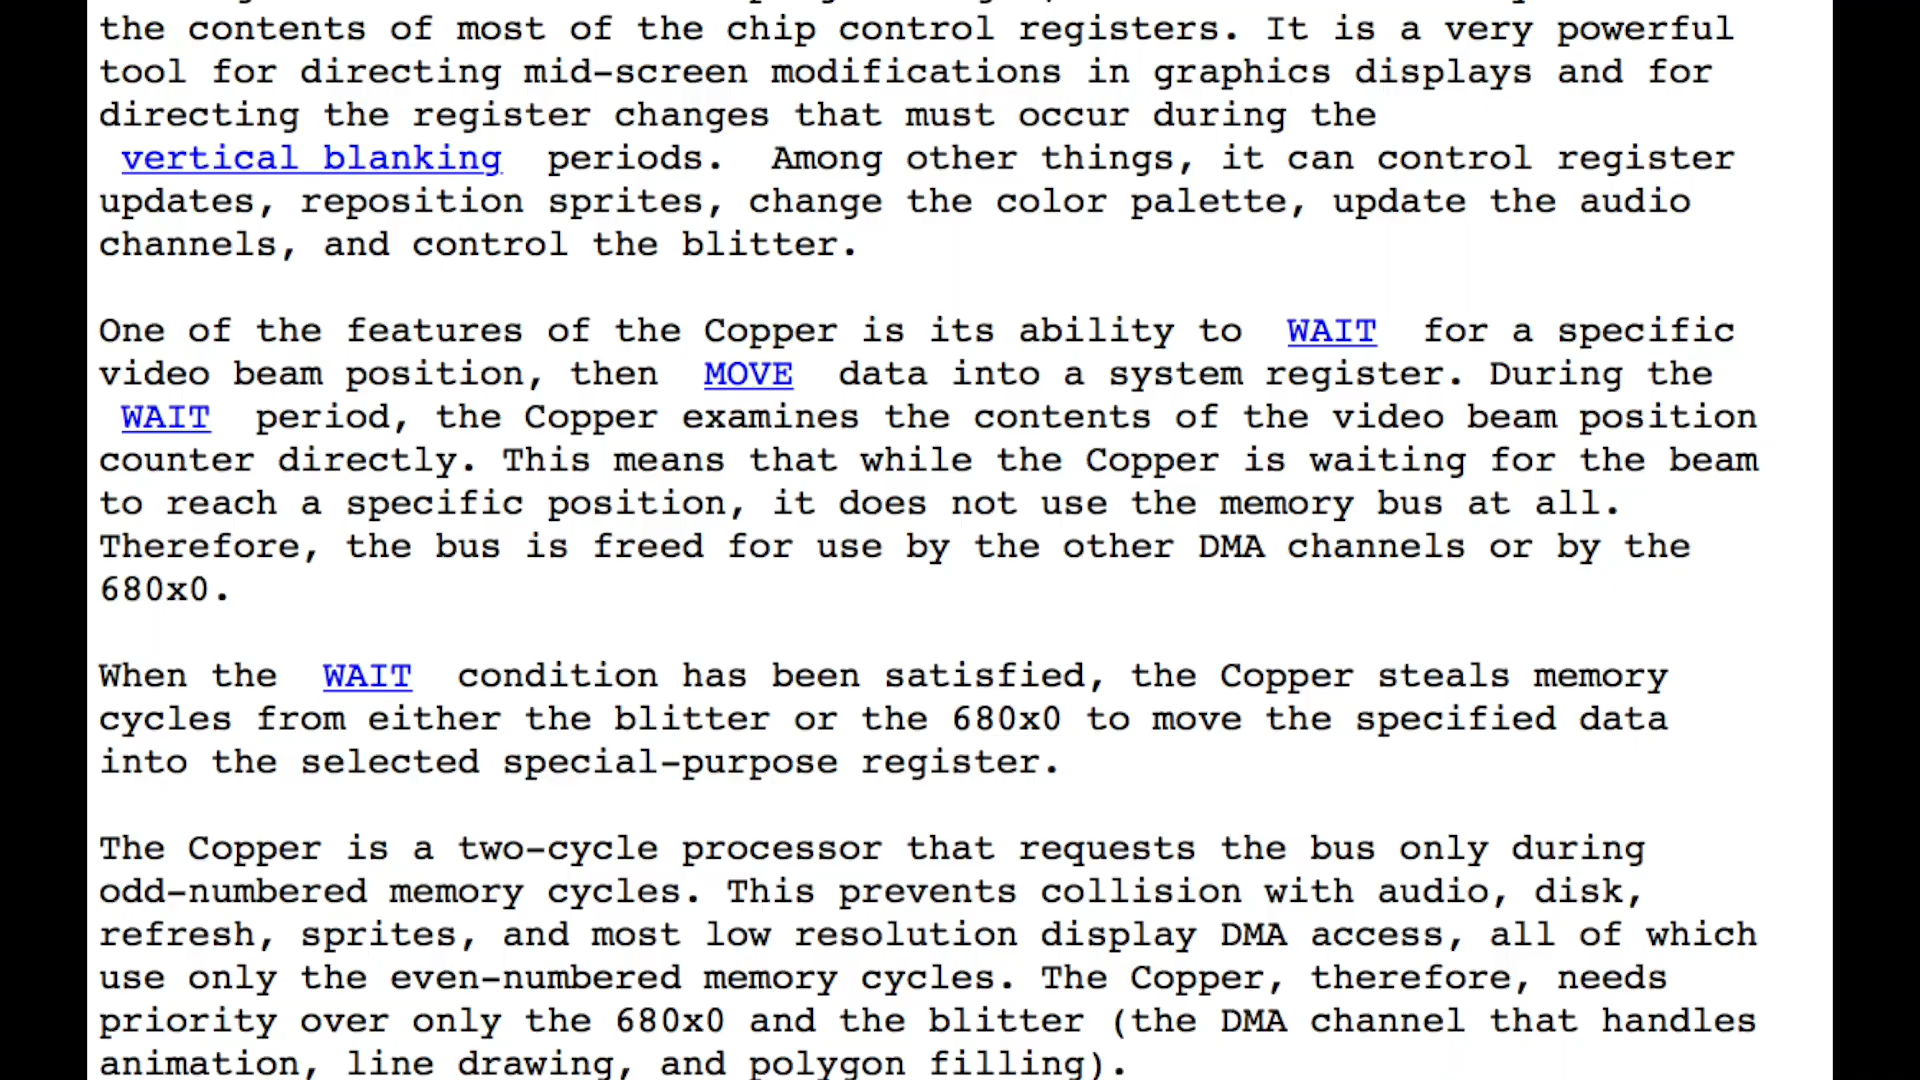 the contents of most of the chip control registers. It is a very powerful
tool for directing mid-screen modifications in graphics displays and for
directing the register changes that must occur during the
vertical blanking periods. Among other things, it can control register
updates, reposition sprites, change the color palette, update the audio
channels, and control the blitter.
One of the features of the Copper is its ability to WAIT for a specific
video beam position, then MOVE data into a system register. During the
WAIT period, the Copper examines the contents of the video beam position
counter directly. This means that while the Copper is waiting for the beam
to reach a specific position, it does not use the memory bus at all.
Therefore, the bus is freed for use by the other DMA channels or by the
680x0.
When the WAIT condition has been satisfied, the Copper steals memory
cycles from either the blitter or the 680x0 to move the specified data
into the selected special-purpose register.
The Copper is a two-cycle processor that requests the bus only during
odd-numbered memory cycles. This prevents collision with audio, disk,
refresh, sprites, and most low resolution display DMA access, all of which
use only the even-numbered memory cycles. The Copper, therefore, needs
priority over only the 680x0 and the blitter (the DMA channel that handles
animation, line drawing, and polygon filling).